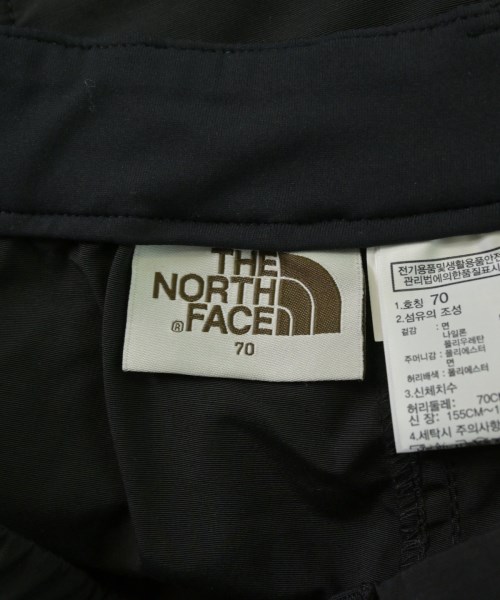 THE
NORTH
® FACE
70
전기용품및생활용품안전
관리법에의한품질표시
1.호칭 70
2.섬유의 조성
겉감 : 면
나일론
폴리우레탄
주머니감 : 폴리에스터
면
허리배색 : 폴리에스터
3.신체치수
허리둘레: 70CM
신 장: 155CM~1
4.세탁시 주의사항